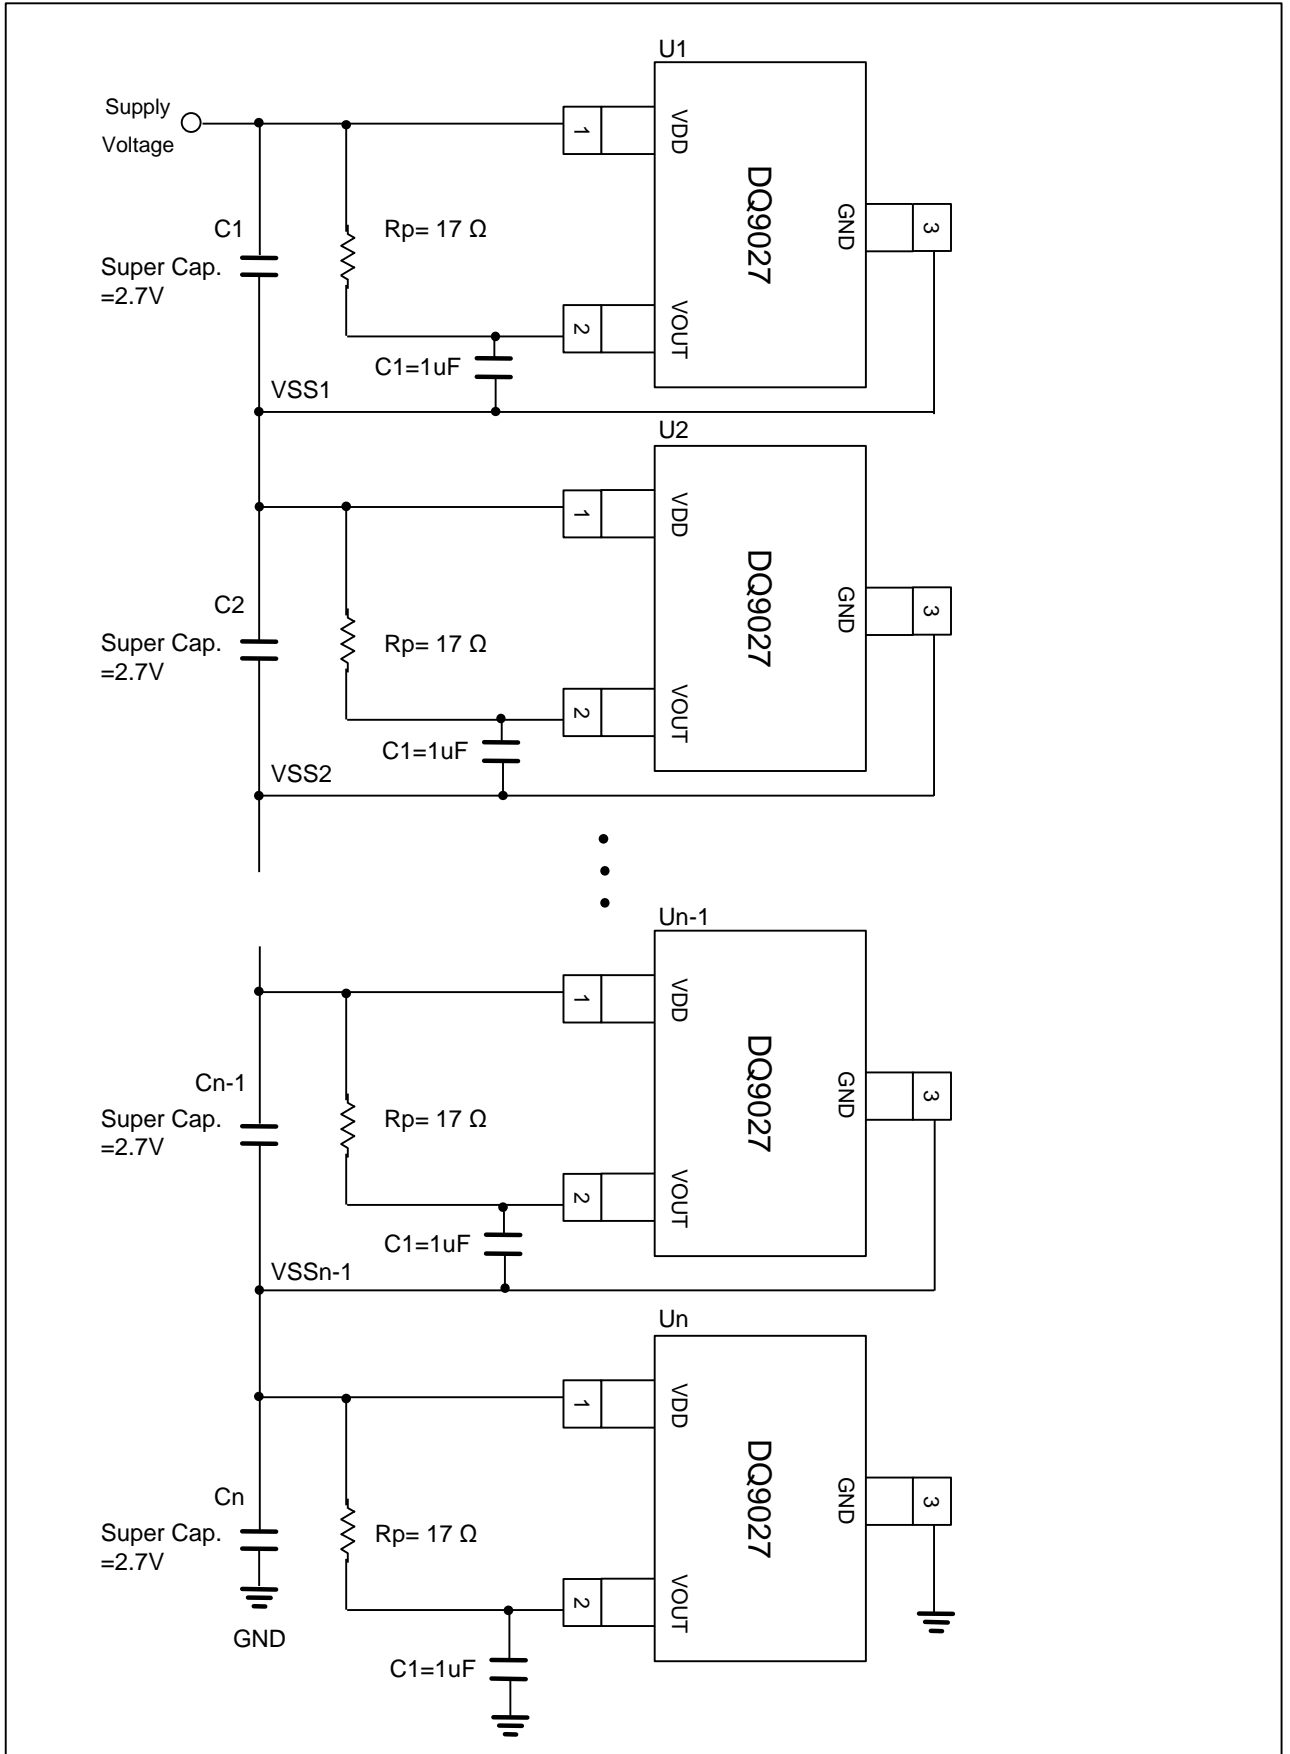 U1
Supply
Voltage
1
VDD
DQ9027
GND
3
C1
Super Cap.
=2.7V
Rp= 17 Ω
2
VOUT
C1=1uF
VSS1
U2
1
VDD
DQ9027
GND
3
C2
Super Cap.
=2.7V
Rp= 17 Ω
2
VOUT
C1=1uF
VSS2
Un-1
1
VDD
DQ9027
GND
3
Cn-1
Super Cap.
=2.7V
Rp= 17 Ω
2
VOUT
C1=1uF
VSSn-1
Un
1
VDD
DQ9027
GND
3
Cn
Super Cap.
=2.7V
Rp= 17 Ω
2
VOUT
GND
C1=1uF